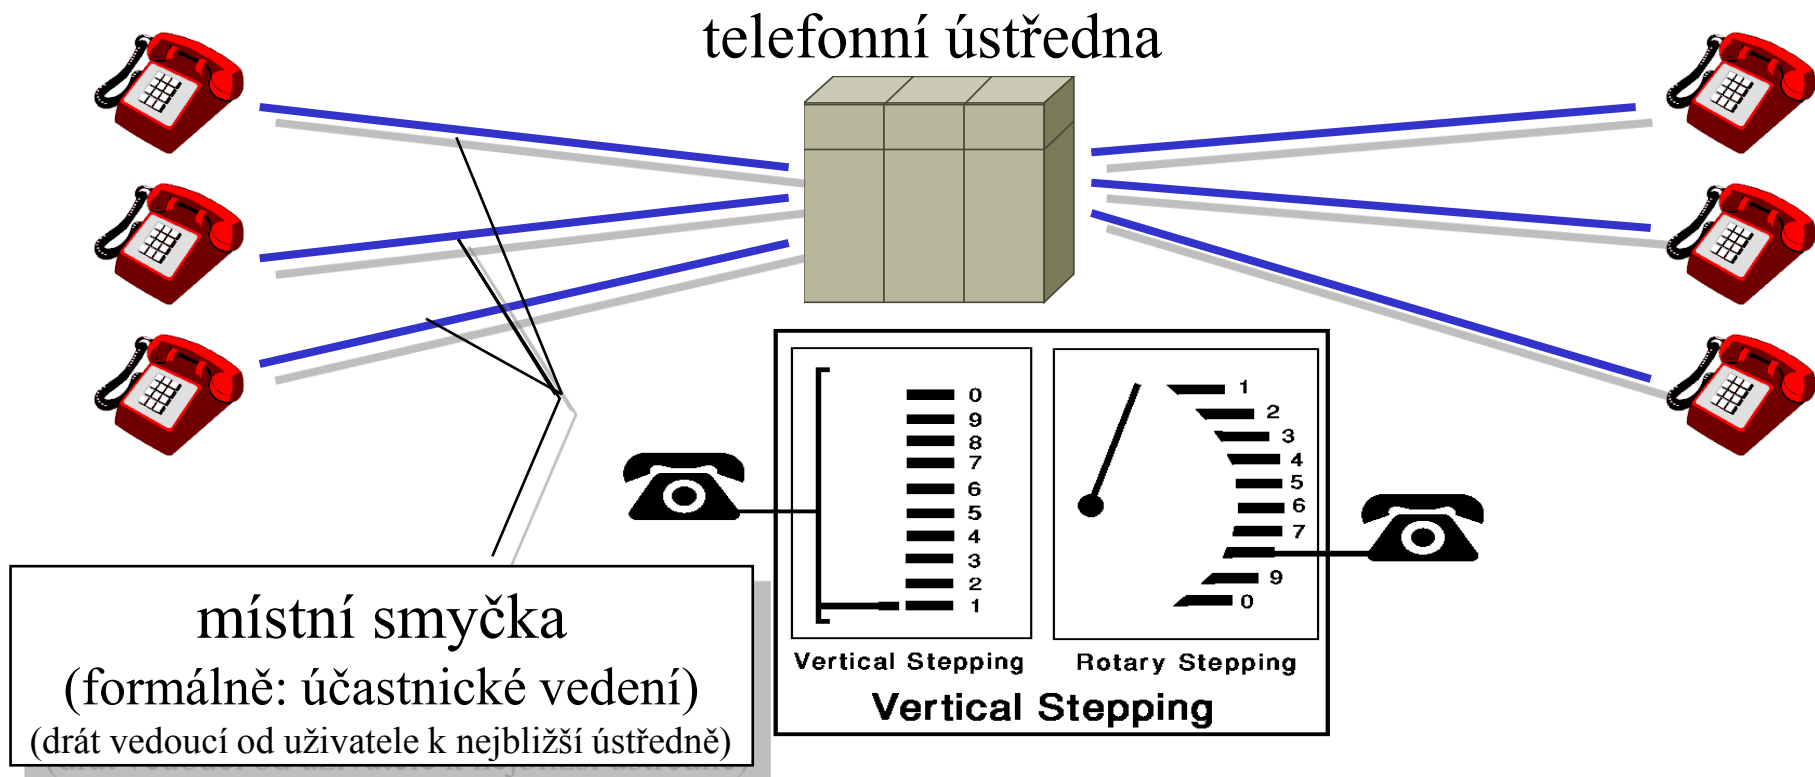 telefonní ústředna
0
9
8
7
6
5
4
3
2
1
1
2
3
4
5
6
7
9
0
Vertical Stepping
Rotary Stepping
Vertical Stepping
místní smyčka
(formálně: účastnické vedení)
(drát vedoucí od uživatele k nejbližší ústředně)